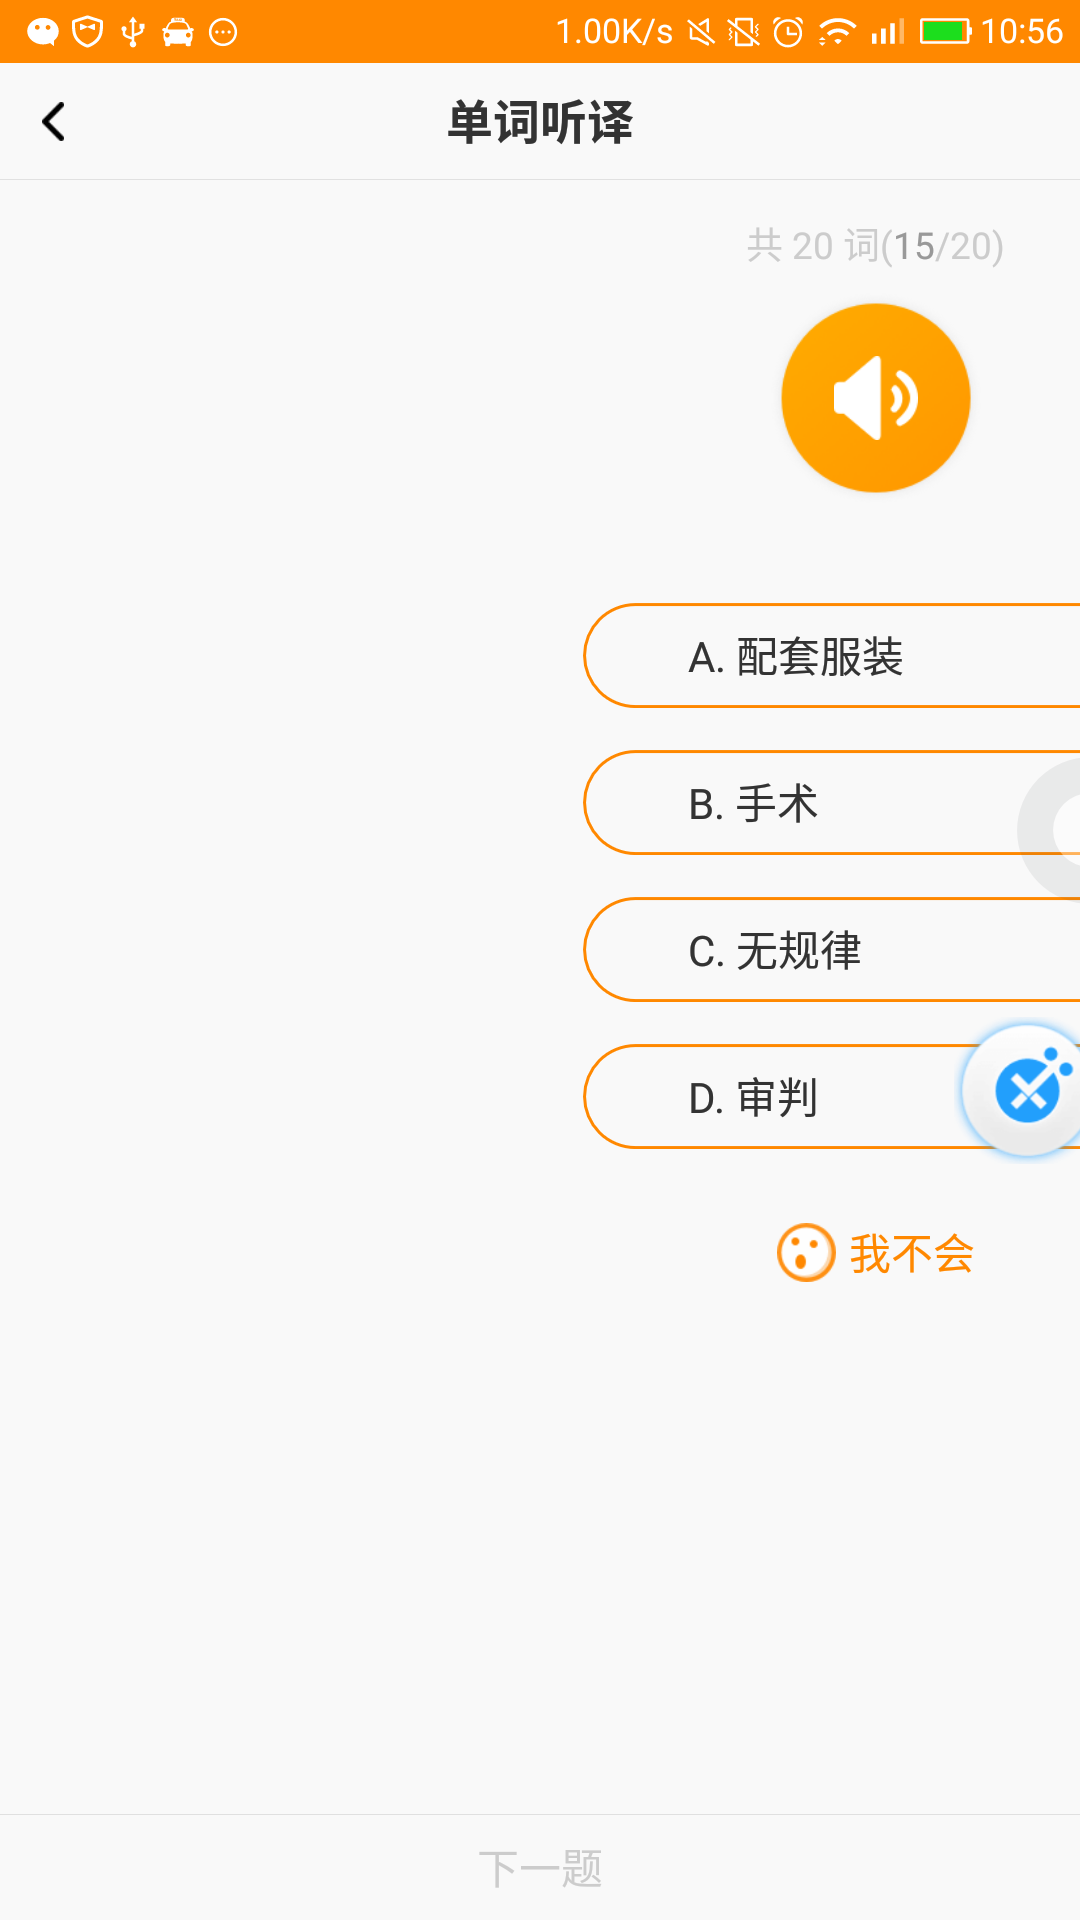 1.00K/s 10:56
单词听译
共 20 词(15/20)
A. 配套服装
B. 手术
C. 无规律
D. 审判
我不会
下一题